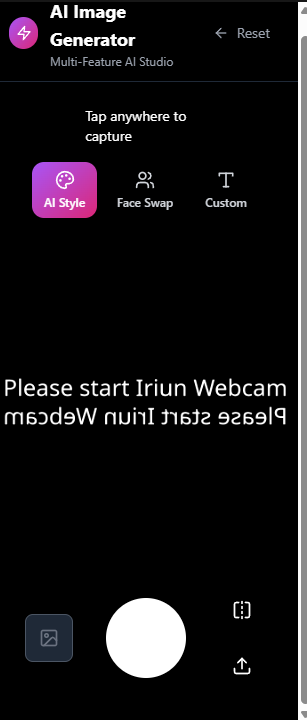 AI Image
Generator
Reset
Multi-Feature AI Studio
Tap anywhere to
capture
AI Style
Face Swap
Custom
Please start Iriun Webcam
Please start Iriun Webcam